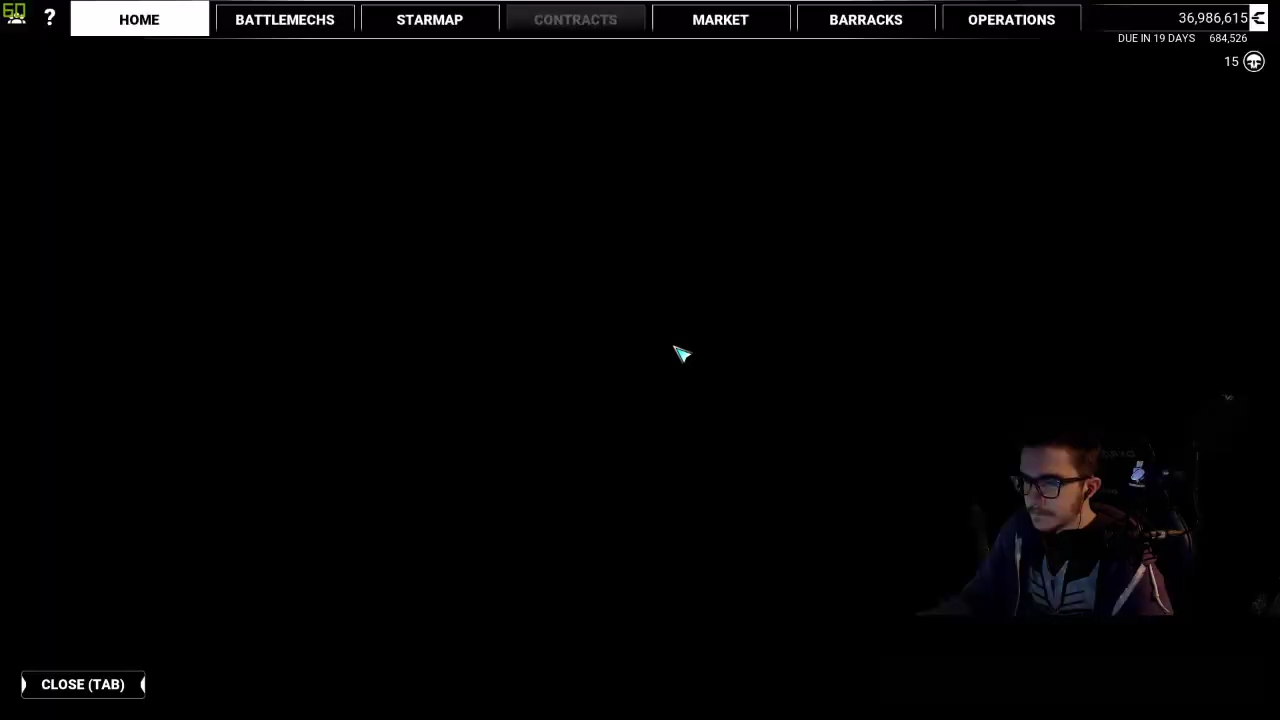 60
?
HOME
BATTLEMECHS
STARMAP
CONTRACTS
MARKET
BARRACKS
OPERATIONS
36,986,615
DUE IN 19 DAYS 684,526
15
CLOSE (TAB)